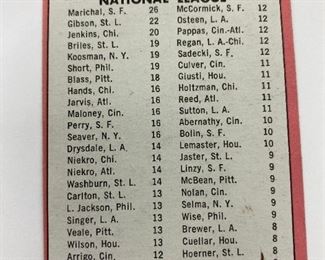 NATIONAL LEAGUE
Marichal, S. F. 26
Gibson, St. L. 22
Jenkins, Chi. 20
Briles, St. L. 19
Koosman, N. Y. 19
Short, Phil. 19
Blass, Pitt. 18
Hands, Chi. 16
Jarvis, Atl. 16
Maloney, Cin. 16
Perry, S. F. 16
Seaver, N. Y. 16
Drysdale, L. A. 14
Niekro, Chi. 14
Niekro, Atl. 14
Washburn, St. L. 14
Carlton, St. L. 13
L. Jackson, Phil. 13
Singer, L. A. 13
Veale, Pitt. 13
Wilson, Hou. 13
Arrigo, Cin. 12
McCormick, S. F. 12
Osteen, L. A. 12
Pappas, Cin.-Atl. 12
Regan, L. A.-Chi. 12
Sadecki, S. F. 12
Culver, Cin. 11
Giusti, Hou. 11
Holtzman, Chi. 11
Reed, Atl. 11
Sutton, L. A. 11
Abernathy, Cin. 10
Bolin, S. F. 10
Lemaster, Hou. 10
Jaster, St. L. 9
Linzy, S. F. 9
McBean, Pitt. 9
Nolan, Cin. 9
Selma, N. Y. 9
Wise, Phil. 9
Brewer, L. A. 8
Cuellar, Hou. 8
Hoerner, St. L. 8